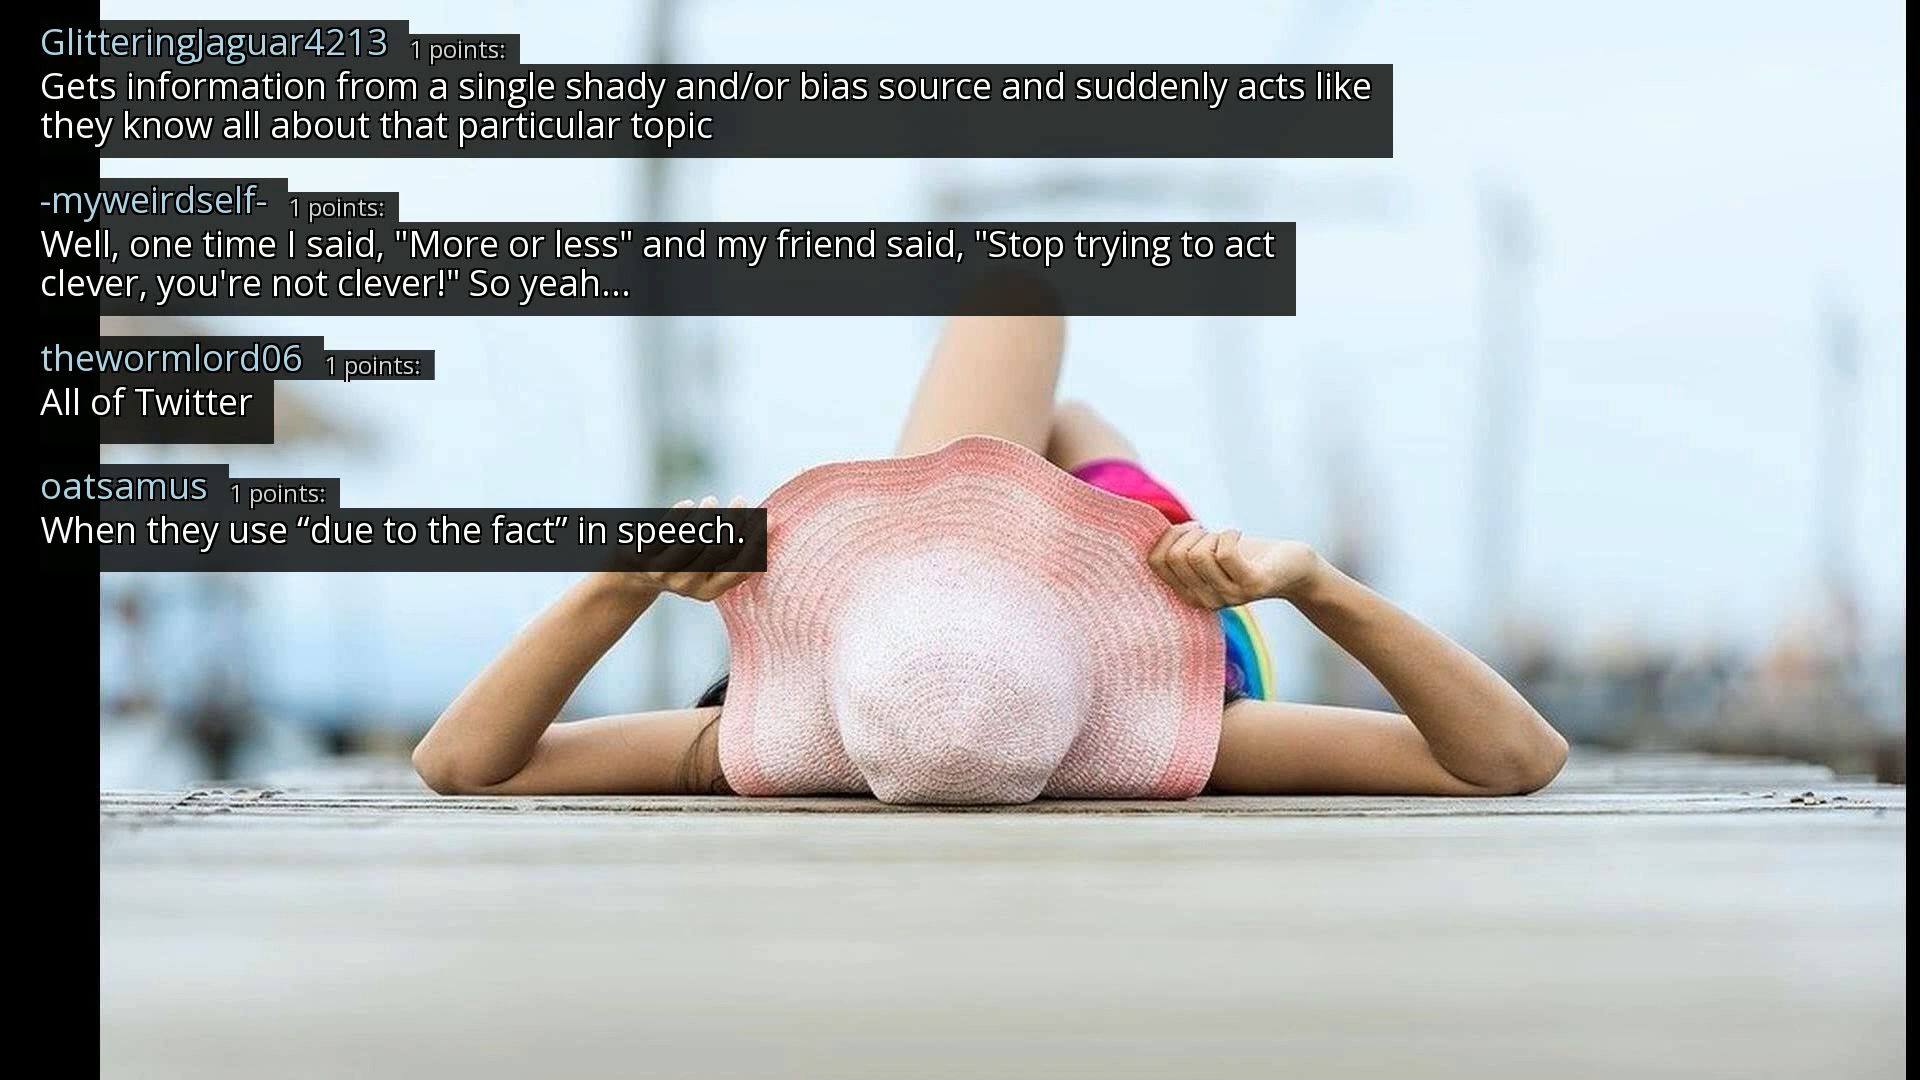 GlitteringJaguar4213 1 points:
Gets information from a single shady and/or bias source and suddenly acts like
they know all about that particular topic
-myweirdself- 1 points:
Well, one time I said, "More or less" and my friend said, "Stop trying to act
clever, you're not clever!" So yeah...
thewormlord06 1 points:
All of Twitter
oatsamus 1 points:
When they use “due to the fact” in speech.